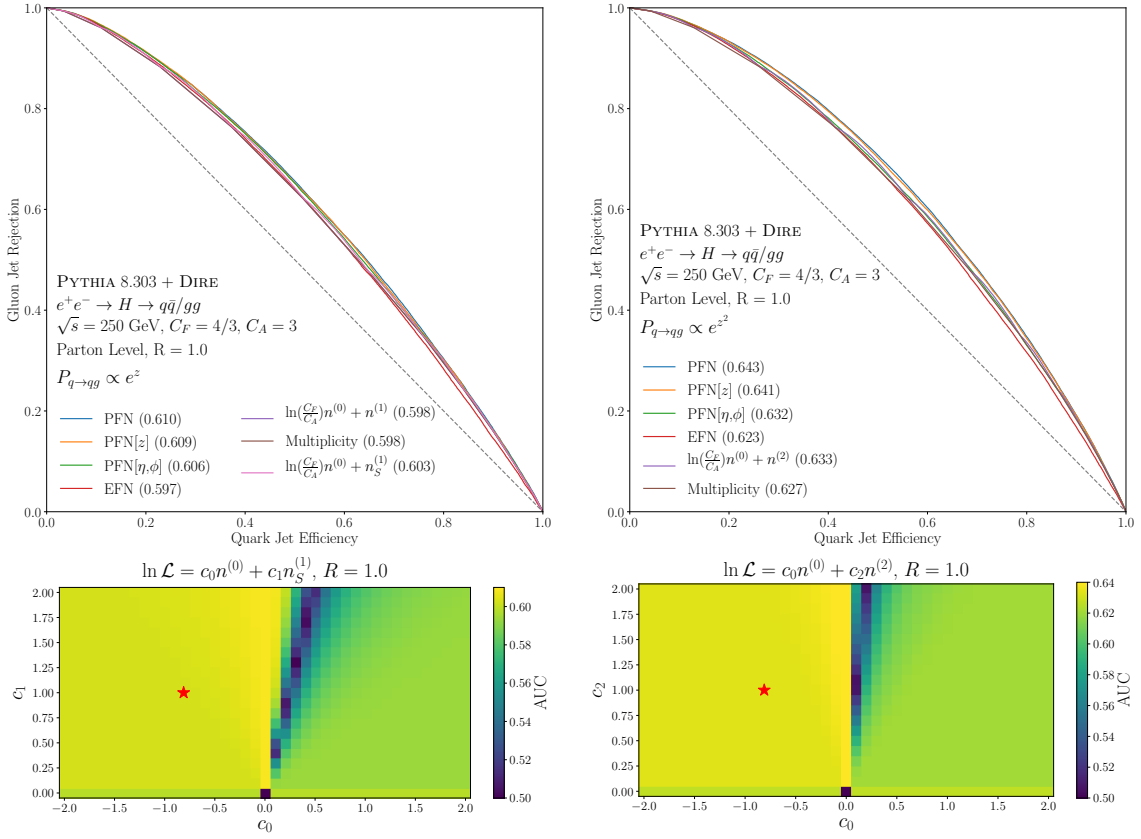 1.0
0.8
0.6
0.4
0.2
0.0
Gluon Jet Rejection
PYTHIA 8.303 + DIRE
e⁺e⁻ → H → qq̄/gg
√s = 250 GeV, C_F = 4/3, C_A = 3
Parton Level, R = 1.0
P_{q→qg} ∝ e^z
PFN (0.610)
PFN[z] (0.609)
PFN[η,ϕ] (0.606)
EFN (0.597)
ln(C_F/C_A)n^{(0)} + n^{(1)} (0.598)
Multiplicity (0.598)
ln(C_F/C_A)n^{(0)} + n_S^{(1)} (0.603)
0.0 0.2 0.4 0.6 0.8 1.0
Quark Jet Efficiency
1.0
0.8
0.6
0.4
0.2
0.0
Gluon Jet Rejection
PYTHIA 8.303 + DIRE
e⁺e⁻ → H → qq̄/gg
√s = 250 GeV, C_F = 4/3, C_A = 3
Parton Level, R = 1.0
P_{q→qg} ∝ e^{z²}
PFN (0.643)
PFN[z] (0.641)
PFN[η,ϕ] (0.632)
EFN (0.623)
ln(C_F/C_A)n^{(0)} + n^{(2)} (0.633)
Multiplicity (0.627)
0.0 0.2 0.4 0.6 0.8 1.0
Quark Jet Efficiency
ln 𝓛 = c₀n^{(0)} + c₁n_S^{(1)}, R = 1.0
2.00
1.75
1.50
1.25
1.00
0.75
0.50
0.25
0.00
c₁
−2.0 −1.5 −1.0 −0.5 0.0 0.5 1.0 1.5 2.0
c₀
0.60
0.58
0.56
0.54
0.52
0.50
AUC
ln 𝓛 = c₀n^{(0)} + c₂n^{(2)}, R = 1.0
2.00
1.75
1.50
1.25
1.00
0.75
0.50
0.25
0.00
c₂
−2.0 −1.5 −1.0 −0.5 0.0 0.5 1.0 1.5 2.0
c₀
0.64
0.62
0.60
0.58
0.56
0.54
0.52
0.50
AUC